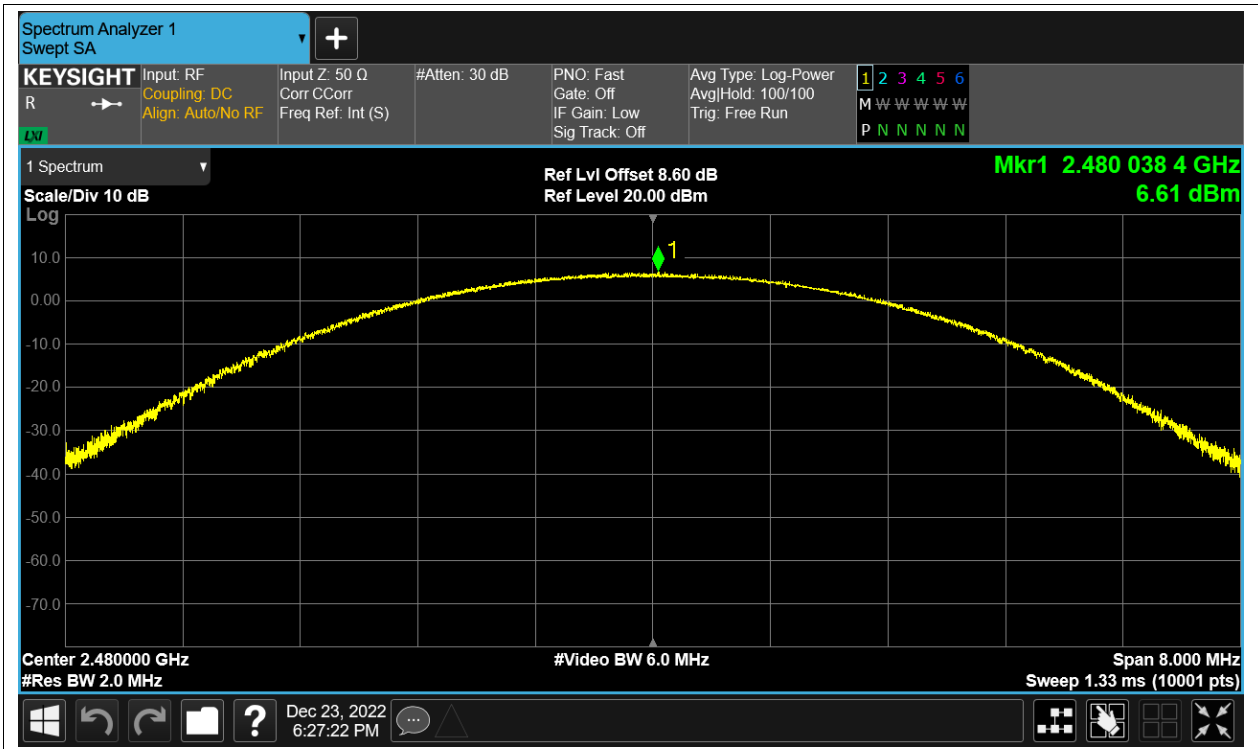 Spectrum Analyzer 1
Swept SA
+
KEYSIGHT Input: RF Input Z: 50 Ω #Atten: 30 dB PNO: Fast Avg Type: Log-Power 1 2 3 4 5 6
R Coupling: DC Corr CCorr Gate: Off Avg|Hold: 100/100 M W W W W W W
Align: Auto/No RF Freq Ref: Int (S) IF Gain: Low Trig: Free Run
LXI Sig Track: Off P N N N N N N
1 Spectrum
Ref Lvl Offset 8.60 dB Mkr1 2.480 038 4 GHz
Scale/Div 10 dB Ref Level 20.00 dBm 6.61 dBm
Log
1
10.0
0.00
-10.0
-20.0
-30.0
-40.0
-50.0
-60.0
-70.0
Center 2.480000 GHz #Video BW 6.0 MHz Span 8.000 MHz
#Res BW 2.0 MHz Sweep 1.33 ms (10001 pts)
? Dec 23, 2022
6:27:22 PM